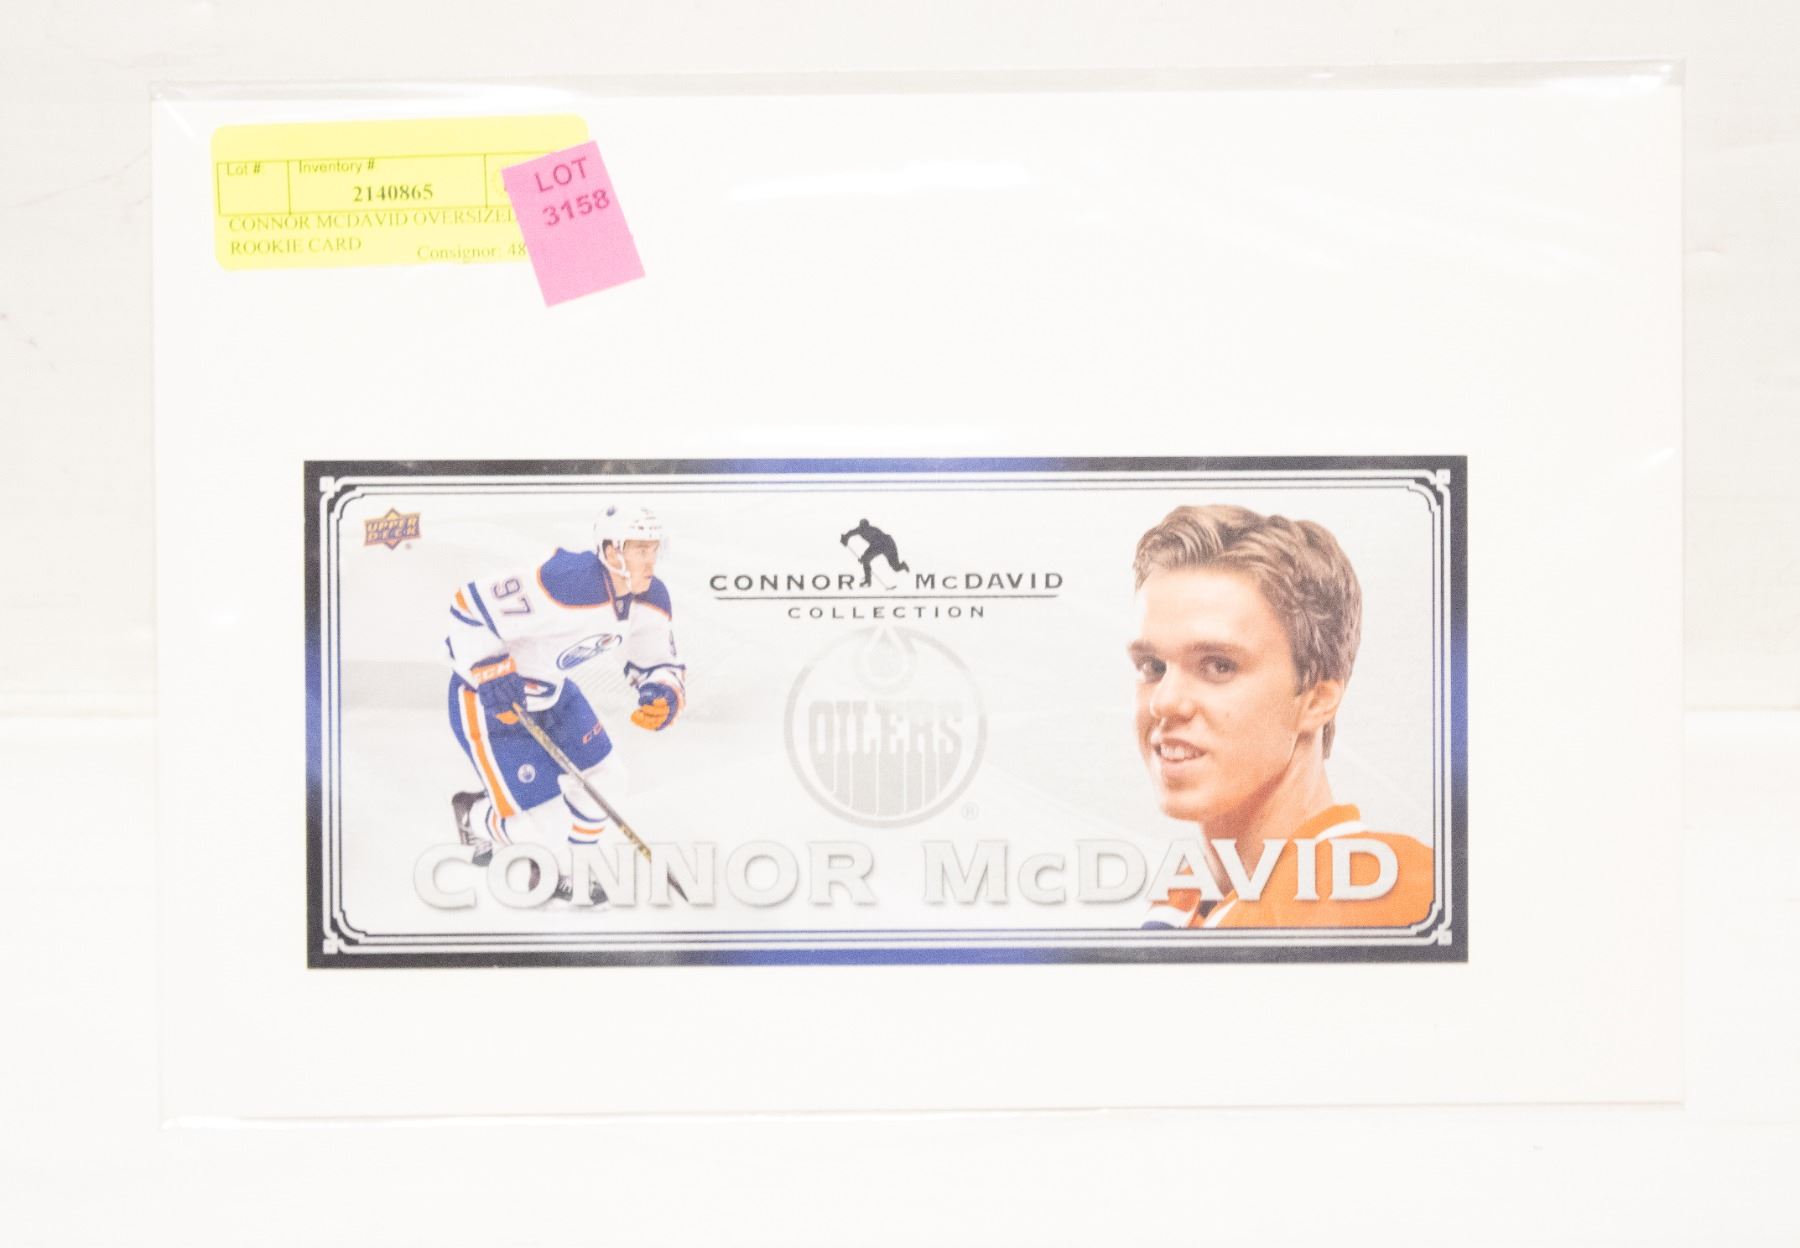 Lot #
Inventory #
2140865
CONNOR MCDAVID OVERSIZED
ROOKIE CARD
Consignor: 48
LOT
3158
UPPER
DECK
97
CCM
CONNOR McDAVID
COLLECTION
OILERS
®
CONNOR McDAVID